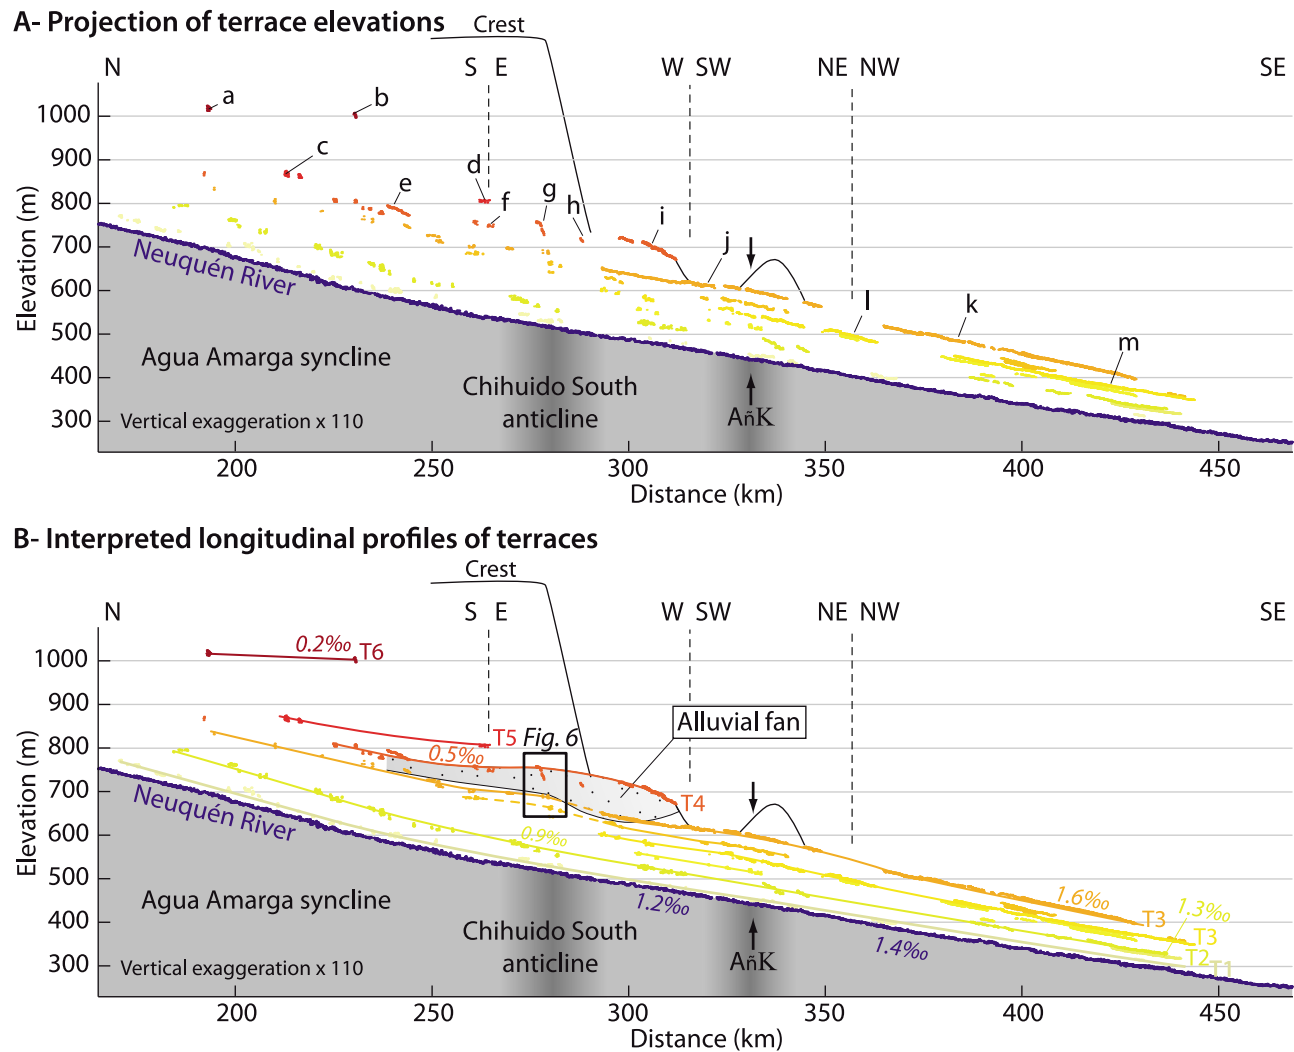 A- Projection of terrace elevations
Crest
N
S E
W SW
NE NW
SE
a
b
c
d
e
f
g
h
i
j
k
l
m
1000
900
800
700
600
500
400
300
Elevation (m)
Neuquén River
Agua Amarga syncline
Chihuido South
anticline
AñK
Vertical exaggeration x 110
200
250
300
350
400
450
Distance (km)
B- Interpreted longitudinal profiles of terraces
Crest
N
S E
W SW
NE NW
SE
0.2‰ T6
T5
Fig. 6
Alluvial fan
0.5‰
T4
0.9‰
1.2‰
1.4‰
1.6‰
1.3‰
T3
T3
T2
T1
1000
900
800
700
600
500
400
300
Elevation (m)
Neuquén River
Agua Amarga syncline
Chihuido South
anticline
AñK
Vertical exaggeration x 110
200
250
300
350
400
450
Distance (km)